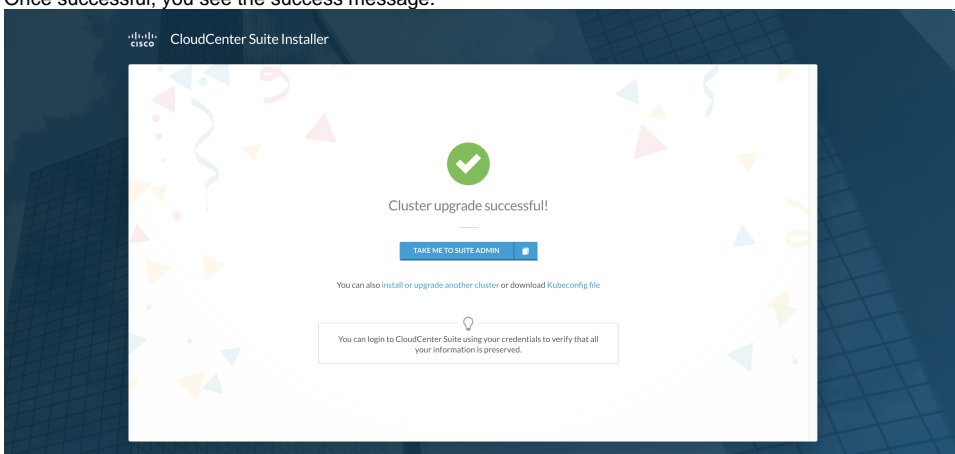 Once successful, you see the success message.
CISCO CloudCenter Suite Installer
Cluster upgrade successful!
TAKE ME TO SUITE ADMIN
You can also install or upgrade another cluster or download Kubeconfig file
You can login to CloudCenter Suite using your credentials to verify that all
your information is preserved.